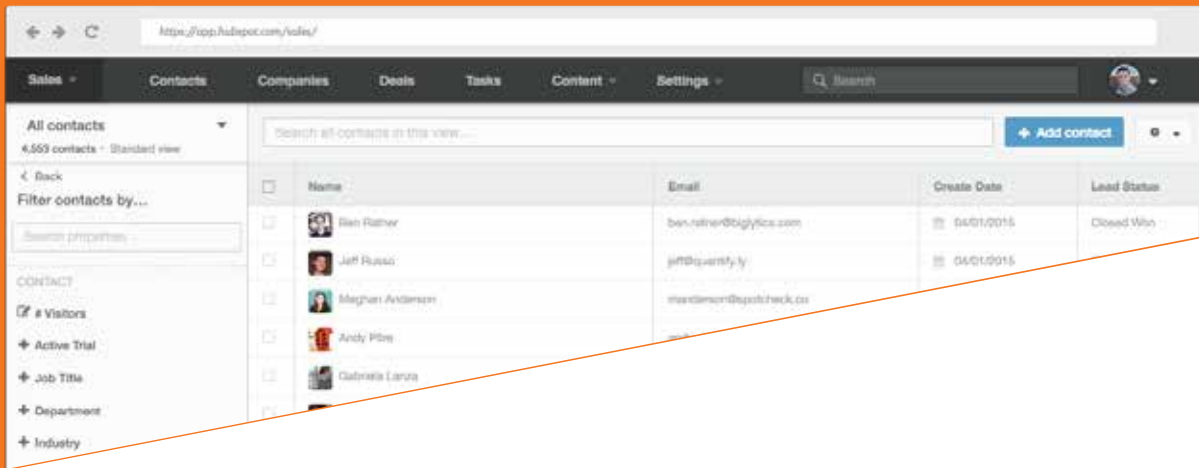 https://app.hubspot.com/sales/
Sales Contacts Companies Deals Tasks Content Settings Search
All contacts
4,553 contacts · Standard view
Search all contacts in this view...
+ Add contact
< Back
Filter contacts by...
Search properties...
Name Email Create Date Lead Status
Ben Ratner ben.ratner@biglytics.com 04/01/2015 Closed Won
Jeff Russo jeff@quantify.ly 04/01/2015
Meghan Anderson manderson@spotcheck.co
Andy Pitre
Gabriela Lanza
CONTACT
# Visitors
+ Active Trial
+ Job Title
+ Department
+ Industry